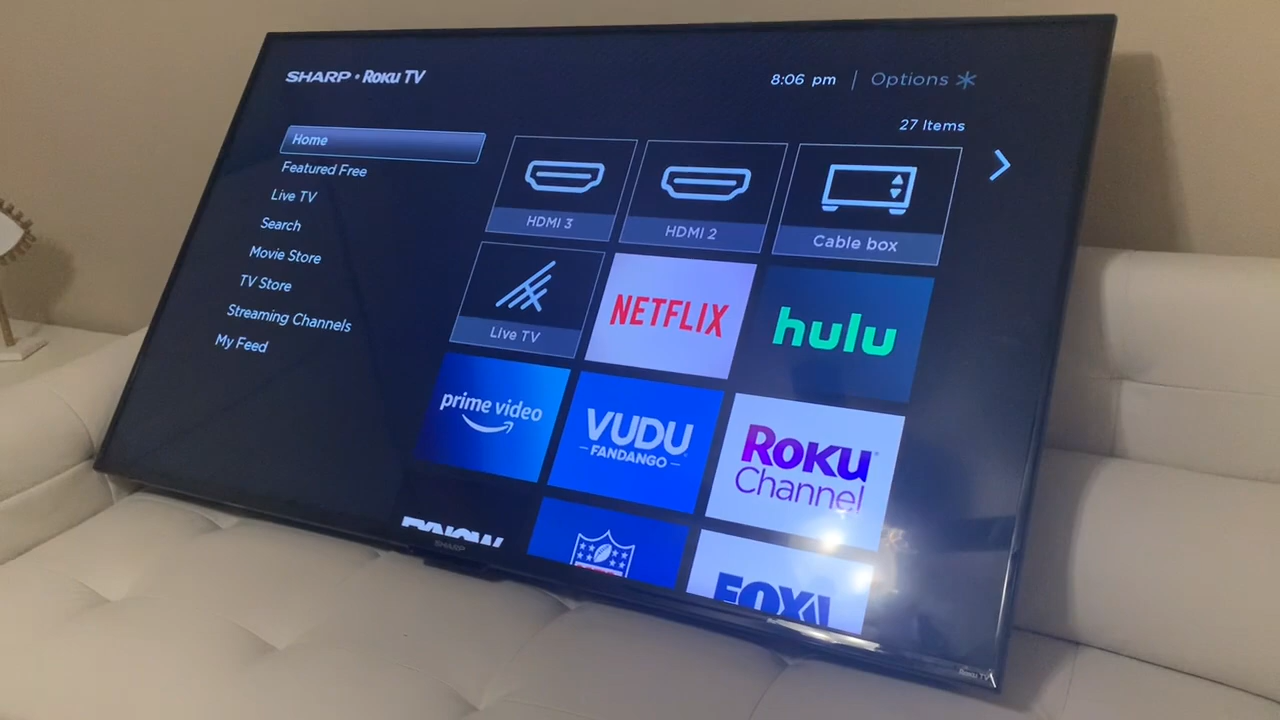 SHARP • Roku TV
8:06 pm | Options
27 Items
Home
Featured Free
Live TV
Search
Movie Store
TV Store
Streaming Channels
My Feed
HDMI 3
HDMI 2
Cable box
Live TV
NETFLIX
hulu
prime video
VUDU
FANDANGO
Roku
Channel
FXNOW
FOX
SHARP
Roku TV